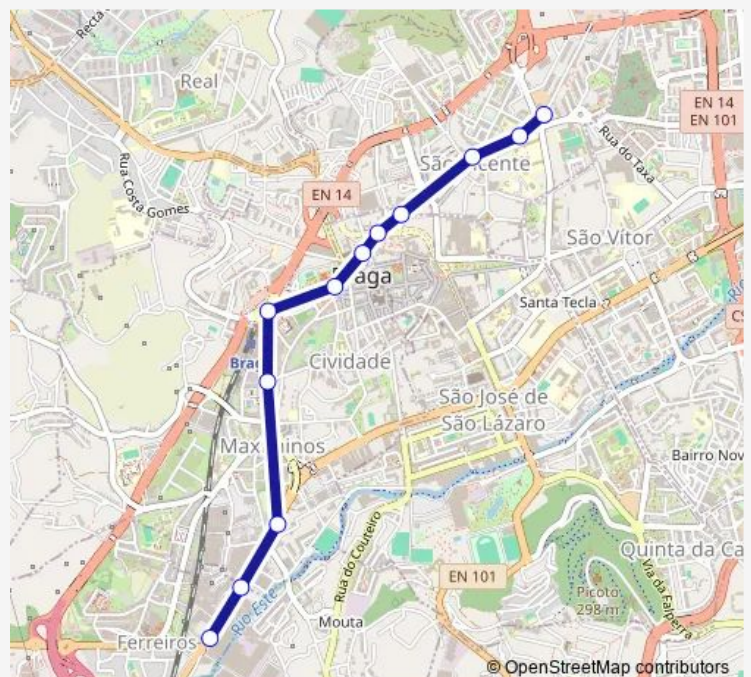 Real
EN 14
EN 101
Rua Costa Gomes
São Vicente
Rua do Taxa
EN 14
São Vítor
Braga
Santa Tecla
Cividade
São José de
São Lázaro
Maximinos
Bairro Nov
Rua do Couteiro
Quinta da Ca
EN 101
Picoto
298 m
Via da Falperra
Rio Este
Mouta
Ferreiros
© OpenStreetMap contributors